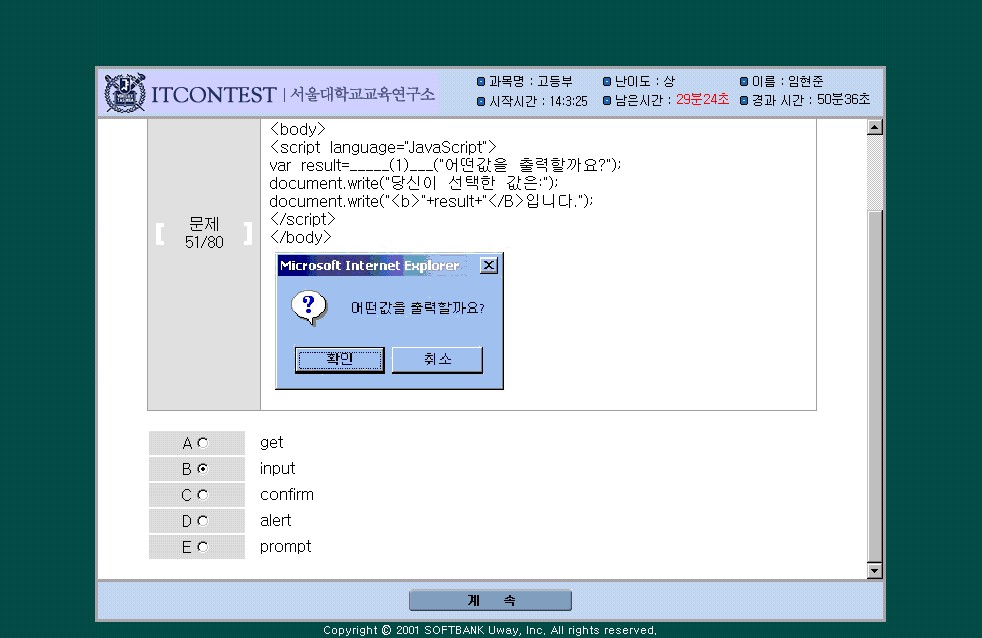 ITCONTEST | 서울대학교교육연구소
과목명 : 고등부 난이도 : 상 이름 : 임현준
시작시간 : 14:3:25 남은시간 : 29분24초 경과 시간 : 50분36초
<body>
<script language="JavaScript">
var result=_____(1)___("어떤값을 출력할까요?");
document.write("당신이 선택한 값은:");
document.write("<b>"+result+"</B>입니다.");
</script>
</body>
[ 문제 ]
51/80
Microsoft Internet Explorer
어떤값을 출력할까요?
확인 취소
A get
B input
C confirm
D alert
E prompt
계 속
Copyright © 2001 SOFTBANK Uway, Inc. All rights reserved.